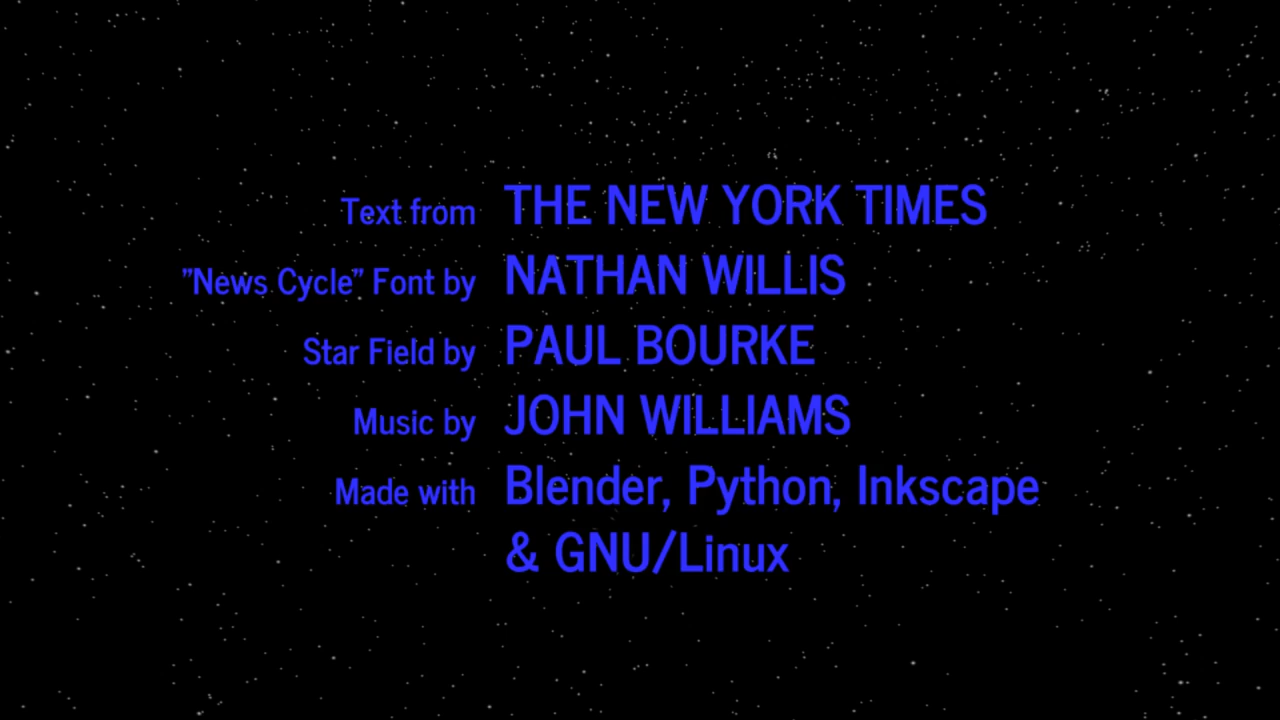 Text from THE NEW YORK TIMES
"News Cycle" Font by NATHAN WILLIS
Star Field by PAUL BOURKE
Music by JOHN WILLIAMS
Made with Blender, Python, Inkscape
& GNU/Linux